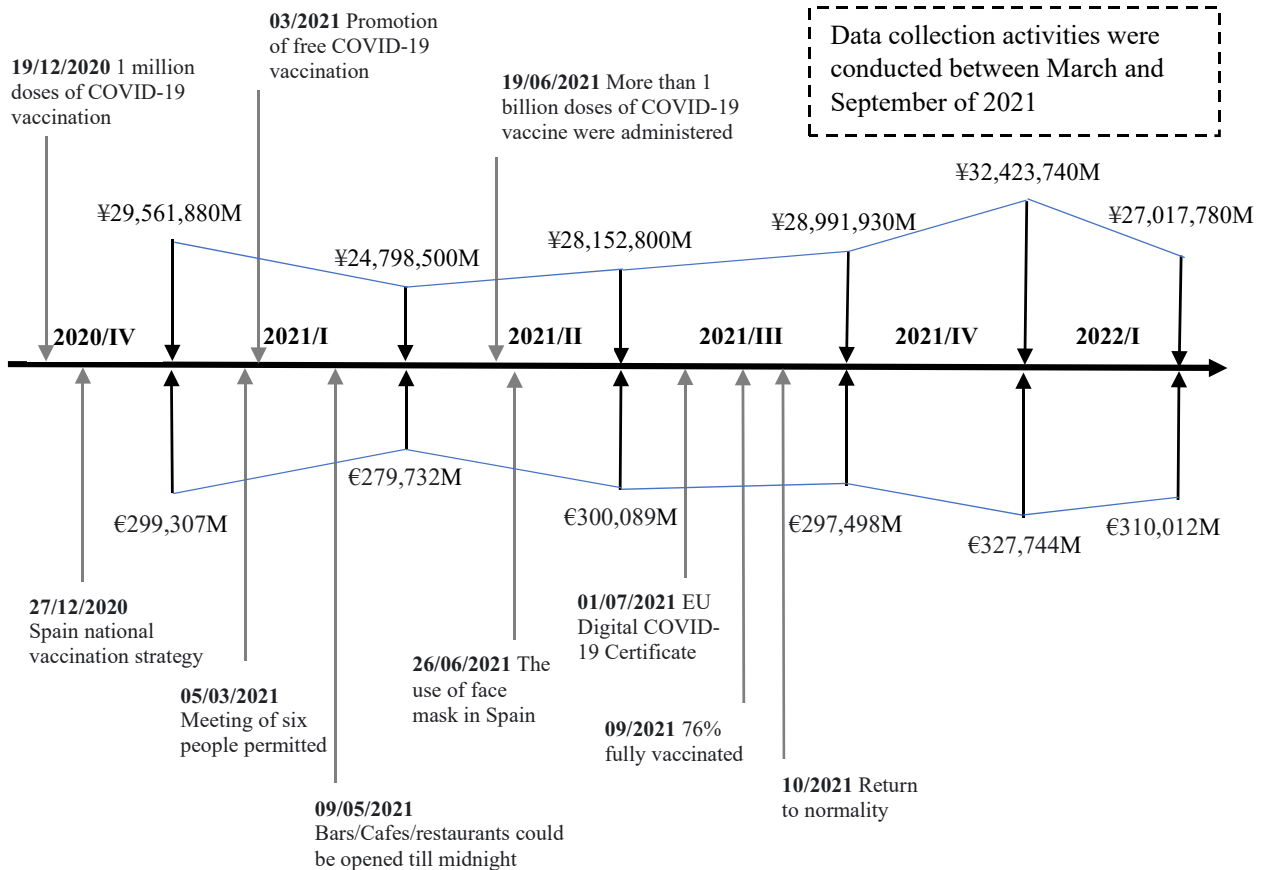 03/2021 Promotion
of free COVID-19
vaccination
Data collection activities were
conducted between March and
September of 2021
19/12/2020 1 million
doses of COVID-19
vaccination
19/06/2021 More than 1
billion doses of COVID-19
vaccine were administered
¥29,561,880M
¥24,798,500M
¥28,152,800M
¥28,991,930M
¥32,423,740M
¥27,017,780M
2020/IV
2021/I
2021/II
2021/III
2021/IV
2022/I
€299,307M
€279,732M
€300,089M
€297,498M
€327,744M
€310,012M
27/12/2020
Spain national
vaccination strategy
05/03/2021
Meeting of six
people permitted
09/05/2021
Bars/Cafes/restaurants could
be opened till midnight
26/06/2021 The
use of face
mask in Spain
01/07/2021 EU
Digital COVID-
19 Certificate
09/2021 76%
fully vaccinated
10/2021 Return
to normality